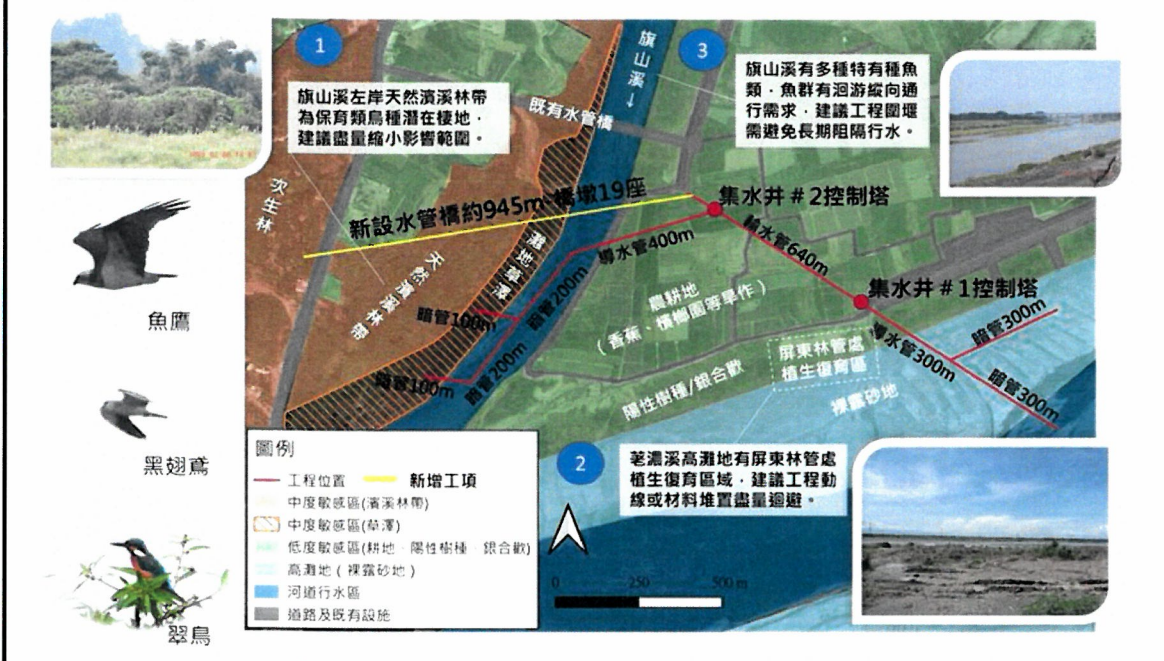 1
旗山溪左岸天然濱溪林帶
為保育類鳥種潛在棲地，
建議盡量縮小影響範圍。
旗山溪→
3
旗山溪有多種特有種魚
類，魚群有洄游縱向通
行需求，建議工程圍堰
需避免長期阻隔行水。
既有水管橋
次生林
新設水管橋約945m 橋墩19座
集水井＃2控制塔
導水管400m
輸水管640m
天然濱溪林帶
集水井＃1控制塔
暗管100m
暗管200m
農耕地
（香蕉、檳榔園等旱作）
導水管300m
暗管300m
暗管300m
暗管100m
暗管200m
屏東林管處
植生復育區
陽性樹種/銀合歡
裸露砂地
魚鷹
黑翅鳶
翠鳥
2
荖濃溪高灘地有屏東林管處
植生復育區域，建議工程動
線或材料堆置盡量迴避。
圖例
工程位置
新增工項
中度敏感區(濱溪林帶)
中度敏感區(草澤)
低度敏感區(耕地、陽性樹種 銀合歡)
高灘地(裸露砂地)
河道行水區
道路及既有設施
0 250 500 m